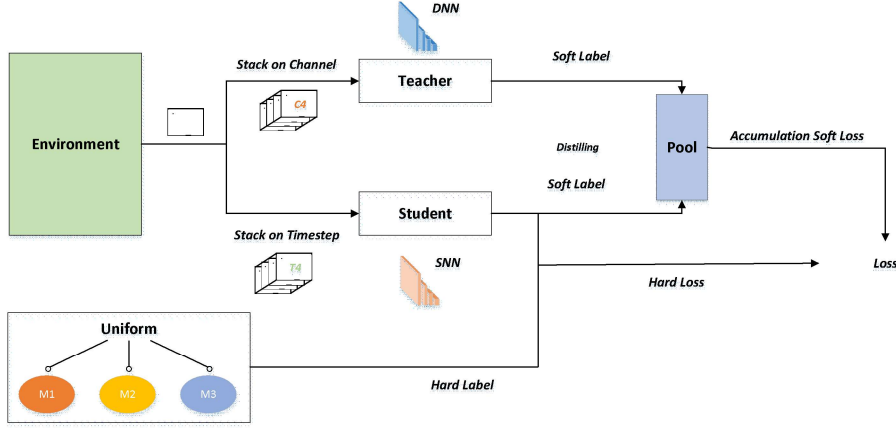 DNN
Stack on Channel
Soft Label
C4
Teacher
Environment
Distilling
Pool
Accumulation Soft Loss
Soft Label
Student
Stack on Timestep
T4
SNN
Loss
Hard Loss
Uniform
M1
M2
M3
Hard Label